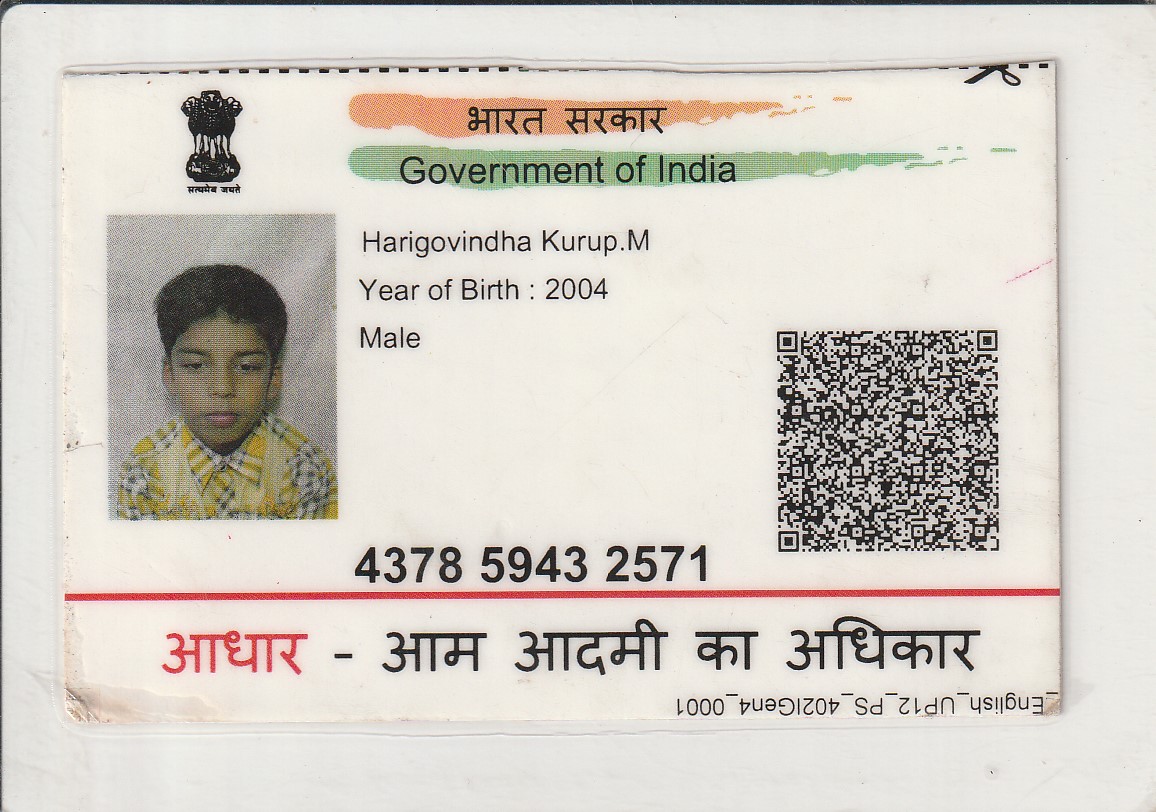 भारत सरकार
Government of India
सत्यमेव जयते
Harigovindha Kurup.M
Year of Birth : 2004
Male
4378 5943 2571
आधार - आम आदमी का अधिकार
_English_UP12_PS_402IGen4_0001